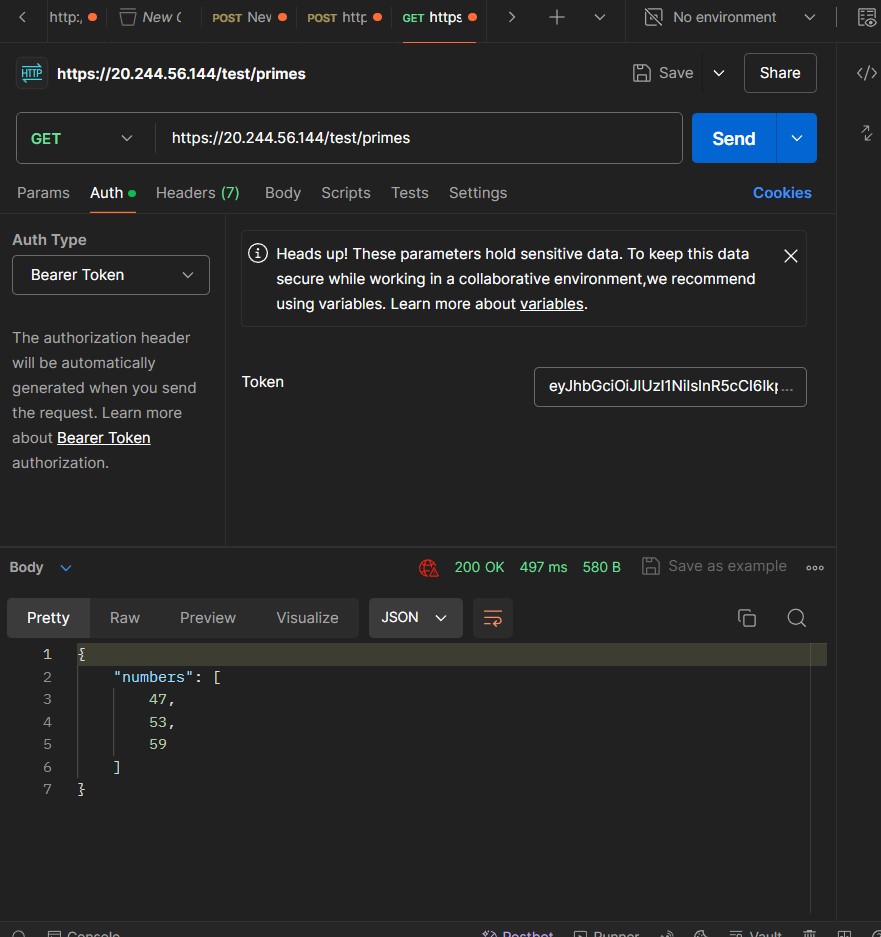 http:,
New
POST New
POST http
GET https
No environment
HTTP
https://20.244.56.144/test/primes
Save
Share
GET
https://20.244.56.144/test/primes
Send
Params
Auth
Headers (7)
Body
Scripts
Tests
Settings
Cookies
Auth Type
Bearer Token
The authorization header
will be automatically
generated when you send
the request. Learn more
about Bearer Token
authorization.
Heads up! These parameters hold sensitive data. To keep this data
secure while working in a collaborative environment,we recommend
using variables. Learn more about variables.
Token
Body
200 OK
497 ms
580 B
Save as example
Pretty
Raw
Preview
Visualize
JSON
1 {
2 "numbers": [
3 47,
4 53,
5 59
6 ]
7 }
Console
Postbot
Runner
Vault